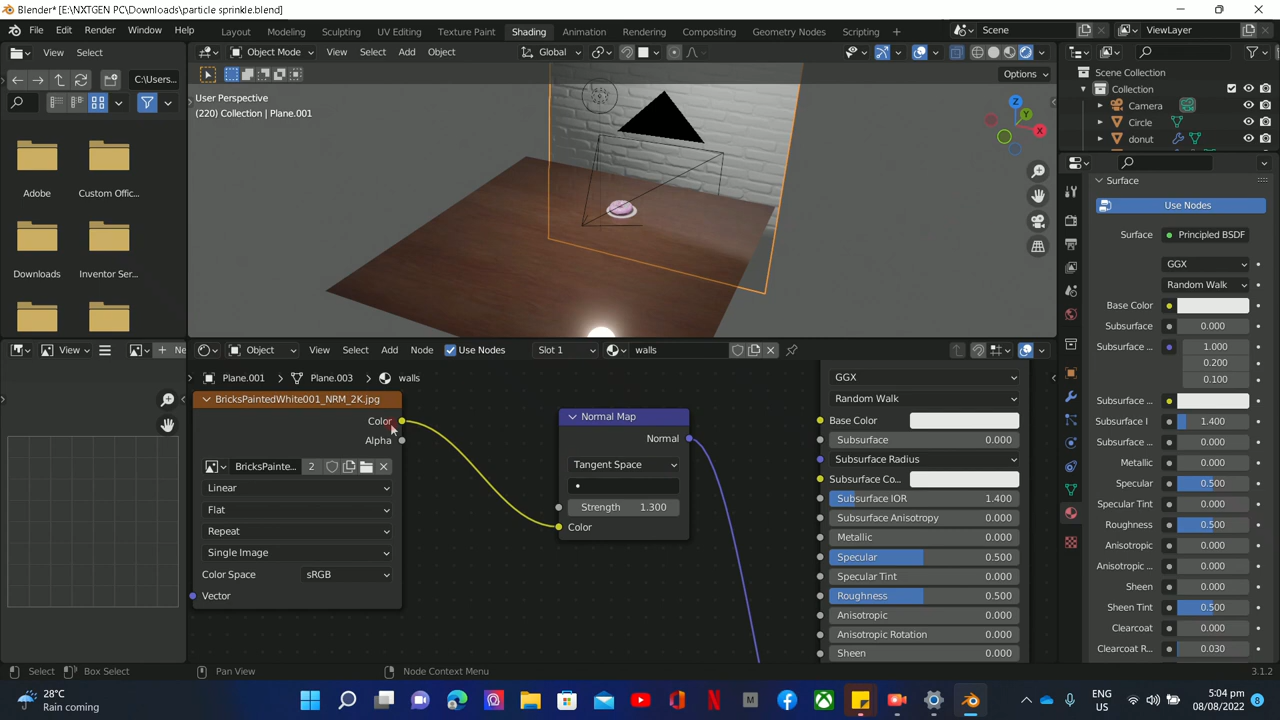 Blender* [E:\NXTGEN PC\Downloads\particle sprinkle.blend]
File Edit Render Window Help
Layout Modeling Sculpting UV Editing Texture Paint Shading Animation Rendering Compositing Geometry Nodes Scripting
Scene ViewLayer
View Select
Object Mode View Select Add Object Global
C:\Users...
Options
User Perspective
(220) Collection | Plane.001
Scene Collection
Collection
Camera
Circle
donut
Adobe Custom Offic...
Downloads Inventor Ser...
Surface
Use Nodes
Surface Principled BSDF
GGX
Random Walk
Base Color
Subsurface 0.000
Subsurface ... 1.000
0.200
0.100
Subsurface ...
Subsurface I 1.400
Subsurface ... 0.000
Metallic 0.000
Specular 0.500
Specular Tint 0.000
Roughness 0.500
Anisotropic 0.000
Anisotropic ... 0.000
Sheen 0.000
Sheen Tint 0.500
Clearcoat 0.000
Clearcoat R... 0.030
View Ne
Object View Select Add Node Use Nodes Slot 1 walls
Plane.001 Plane.003 walls
BricksPaintedWhite001_NRM_2K.jpg
Color
Alpha
BricksPainte... 2
Linear
Flat
Repeat
Single Image
Color Space sRGB
Vector
Normal Map
Normal
Tangent Space
Strength 1.300
Color
GGX
Random Walk
Base Color
Subsurface 0.000
Subsurface Radius
Subsurface Co...
Subsurface IOR 1.400
Subsurface Anisotropy 0.000
Metallic 0.000
Specular 0.500
Specular Tint 0.000
Roughness 0.500
Anisotropic 0.000
Anisotropic Rotation 0.000
Sheen 0.000
Select Box Select Pan View Node Context Menu 3.1.2
28°C
Rain coming
ENG
US
5:04 pm
08/08/2022
8